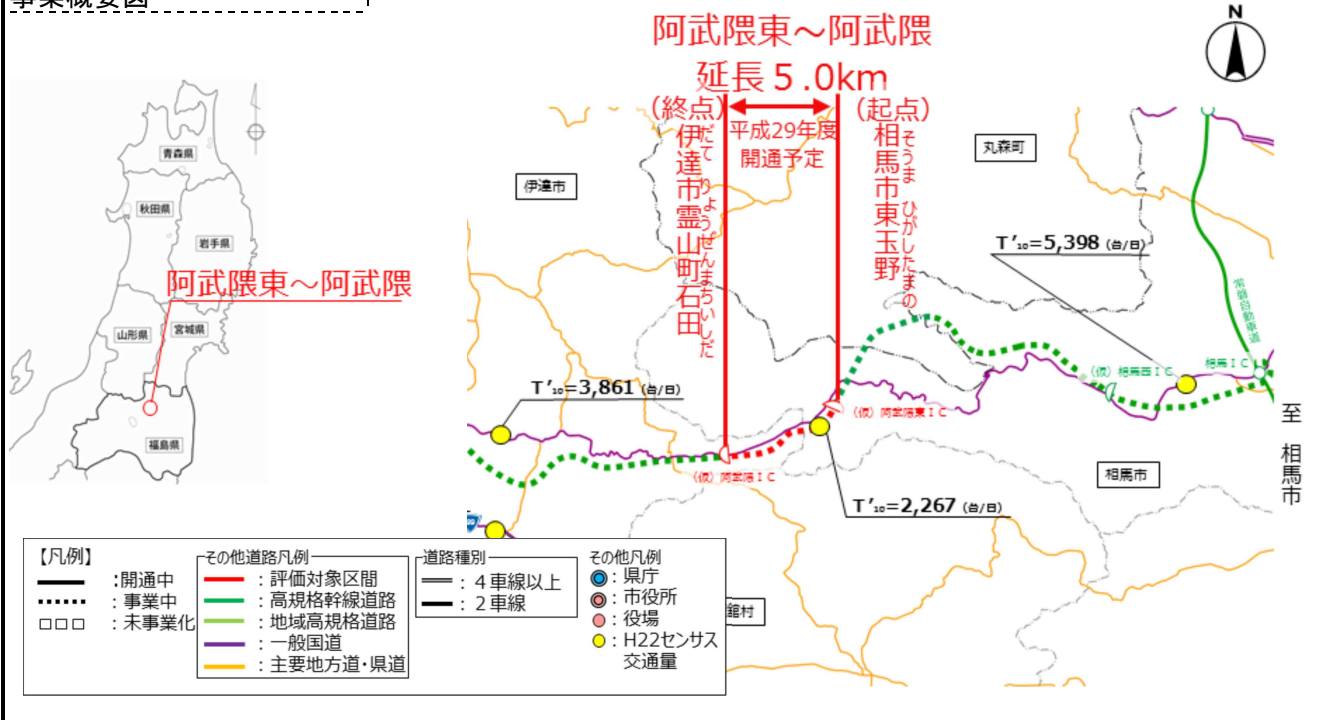 事業概要図
阿武隈東～阿武隈
延長５.0km
(終点)
(起点)
平成29年度
開通予定
伊達市霊山町石田
だて りょうぜんまちいしだ
相馬市東玉野
そうま ひがしたまの
N
青森県
秋田県
岩手県
阿武隈東～阿武隈
山形県
宮城県
福島県
伊達市
丸森町
T′₁₀=5,398 (台/日)
常磐自動車道
(仮) 相馬西ＩＣ
相馬ＩＣ
T′₁₀=3,861 (台/日)
(仮) 阿武隈東ＩＣ
(仮) 阿武隈ＩＣ
T′₁₀=2,267 (台/日)
相馬市
至 相馬市
舘村
【凡例】
:開通中
: 事業中
: 未事業化
その他道路凡例
: 評価対象区間
: 高規格幹線道路
: 地域高規格道路
: 一般国道
: 主要地方道・県道
道路種別
: ４車線以上
: ２車線
その他凡例
: 県庁
: 市役所
: 役場
: H22センサス
交通量